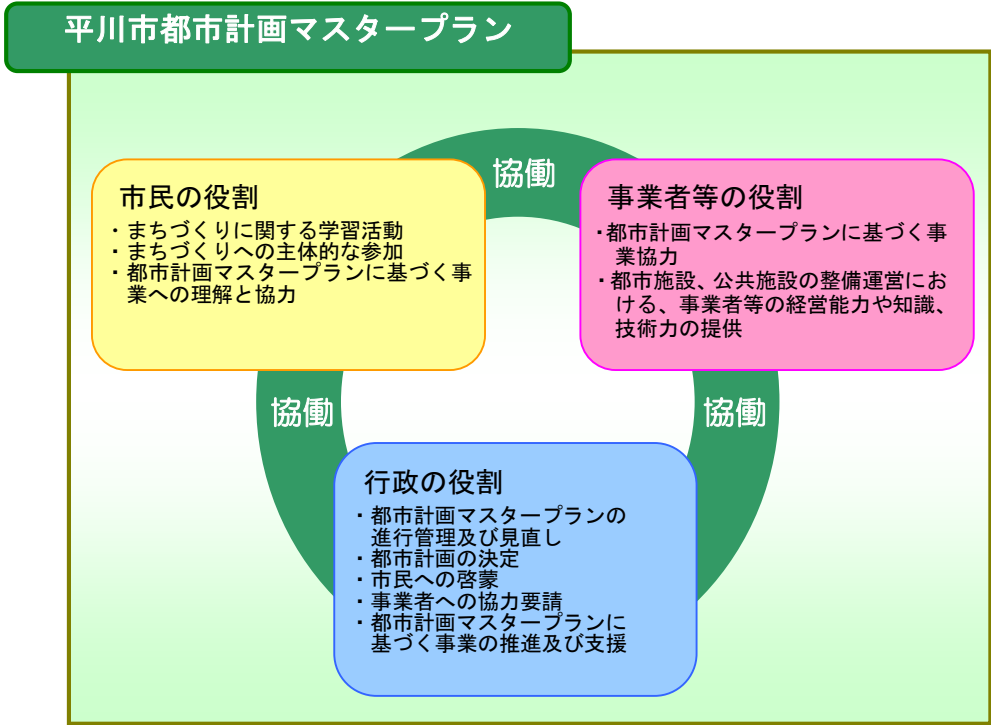 平川市都市計画マスタープラン
協働
市民の役割
・まちづくりに関する学習活動
・まちづくりへの主体的な参加
・都市計画マスタープランに基づく事
業への理解と協力
事業者等の役割
・都市計画マスタープランに基づく事
業協力
・都市施設、公共施設の整備運営にお
ける、事業者等の経営能力や知識、
技術力の提供
協働
協働
行政の役割
・都市計画マスタープランの
進行管理及び見直し
・都市計画の決定
・市民への啓蒙
・事業者への協力要請
・都市計画マスタープランに
基づく事業の推進及び支援